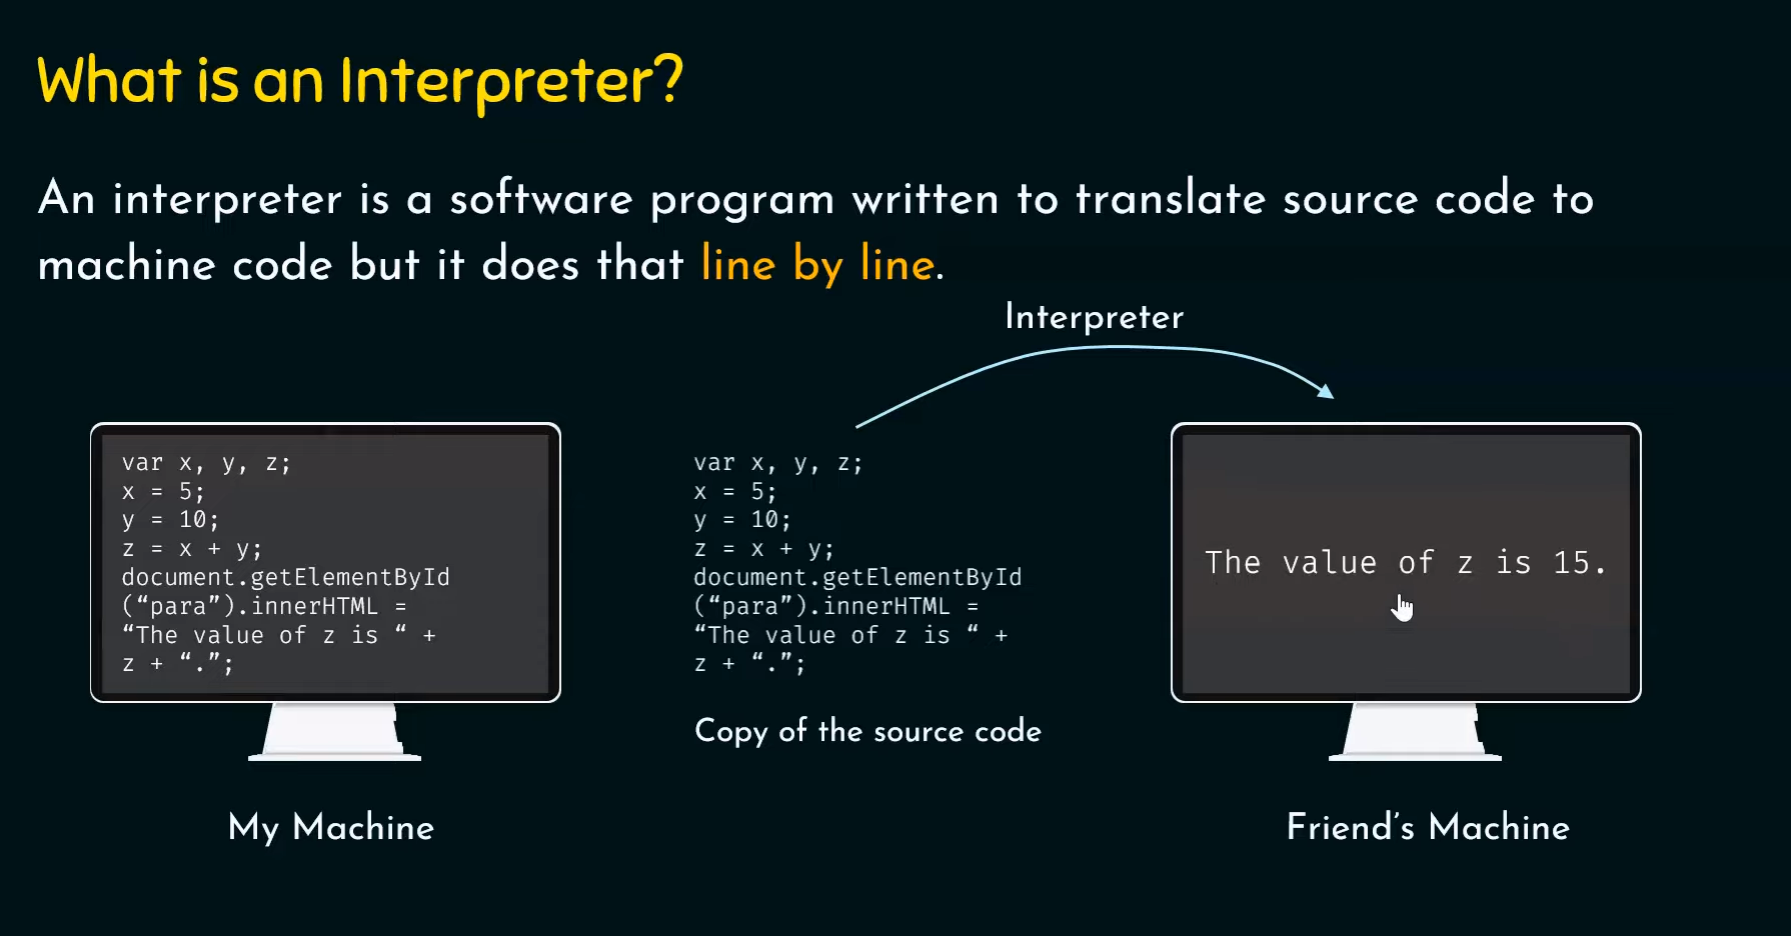 What is an Interpreter?
An interpreter is a software program written to translate source code to
machine code but it does that line by line.
Interpreter
var x, y, z;
x = 5;
y = 10;
z = x + y;
document.getElementById
(“para”).innerHTML =
“The value of z is “ +
z + “.”;
var x, y, z;
x = 5;
y = 10;
z = x + y;
document.getElementById
(“para”).innerHTML =
“The value of z is “ +
z + “.”;
The value of z is 15.
Copy of the source code
My Machine
Friend’s Machine